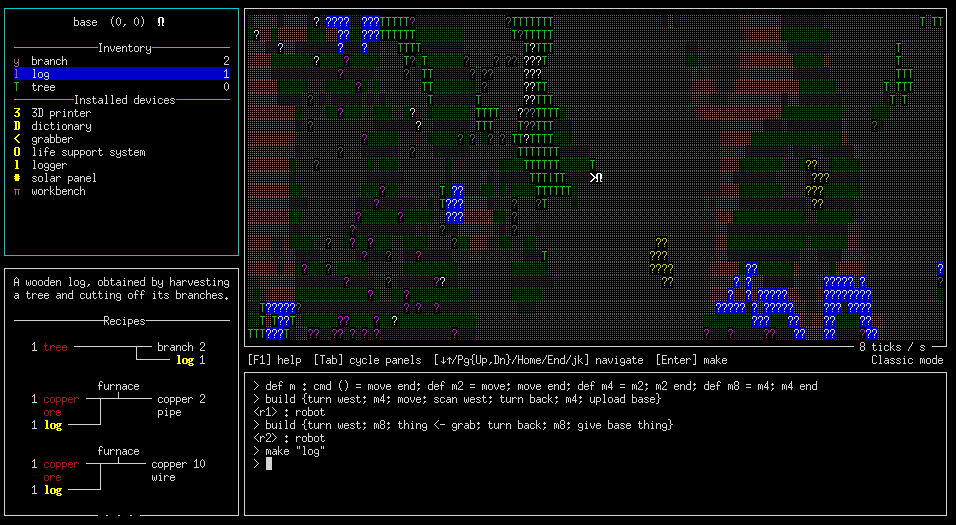 base (0, 0) Ω
Inventory
y branch 2
l log 1
T tree 0
Installed devices
3 3D printer
D dictionary
< grabber
O life support system
l logger
# solar panel
π workbench
A wooden log, obtained by harvesting
a tree and cutting off its branches.
Recipes
1 tree branch 2
log 1
furnace
1 copper copper 2
ore pipe
1 log
furnace
1 copper copper 10
ore wire
1 log
8 ticks / s
[F1] help [Tab] cycle panels [↓↑/Pg{Up,Dn}/Home/End/jk] navigate [Enter] make Classic mode
> def m : cmd () = move end; def m2 = move; move end; def m4 = m2; m2 end; def m8 = m4; m4 end
> build {turn west; m4; move; scan west; turn back; m4; upload base}
<r1> : robot
> build {turn west; m8; thing <- grab; turn back; m8; give base thing}
<r2> : robot
> make "log"
>